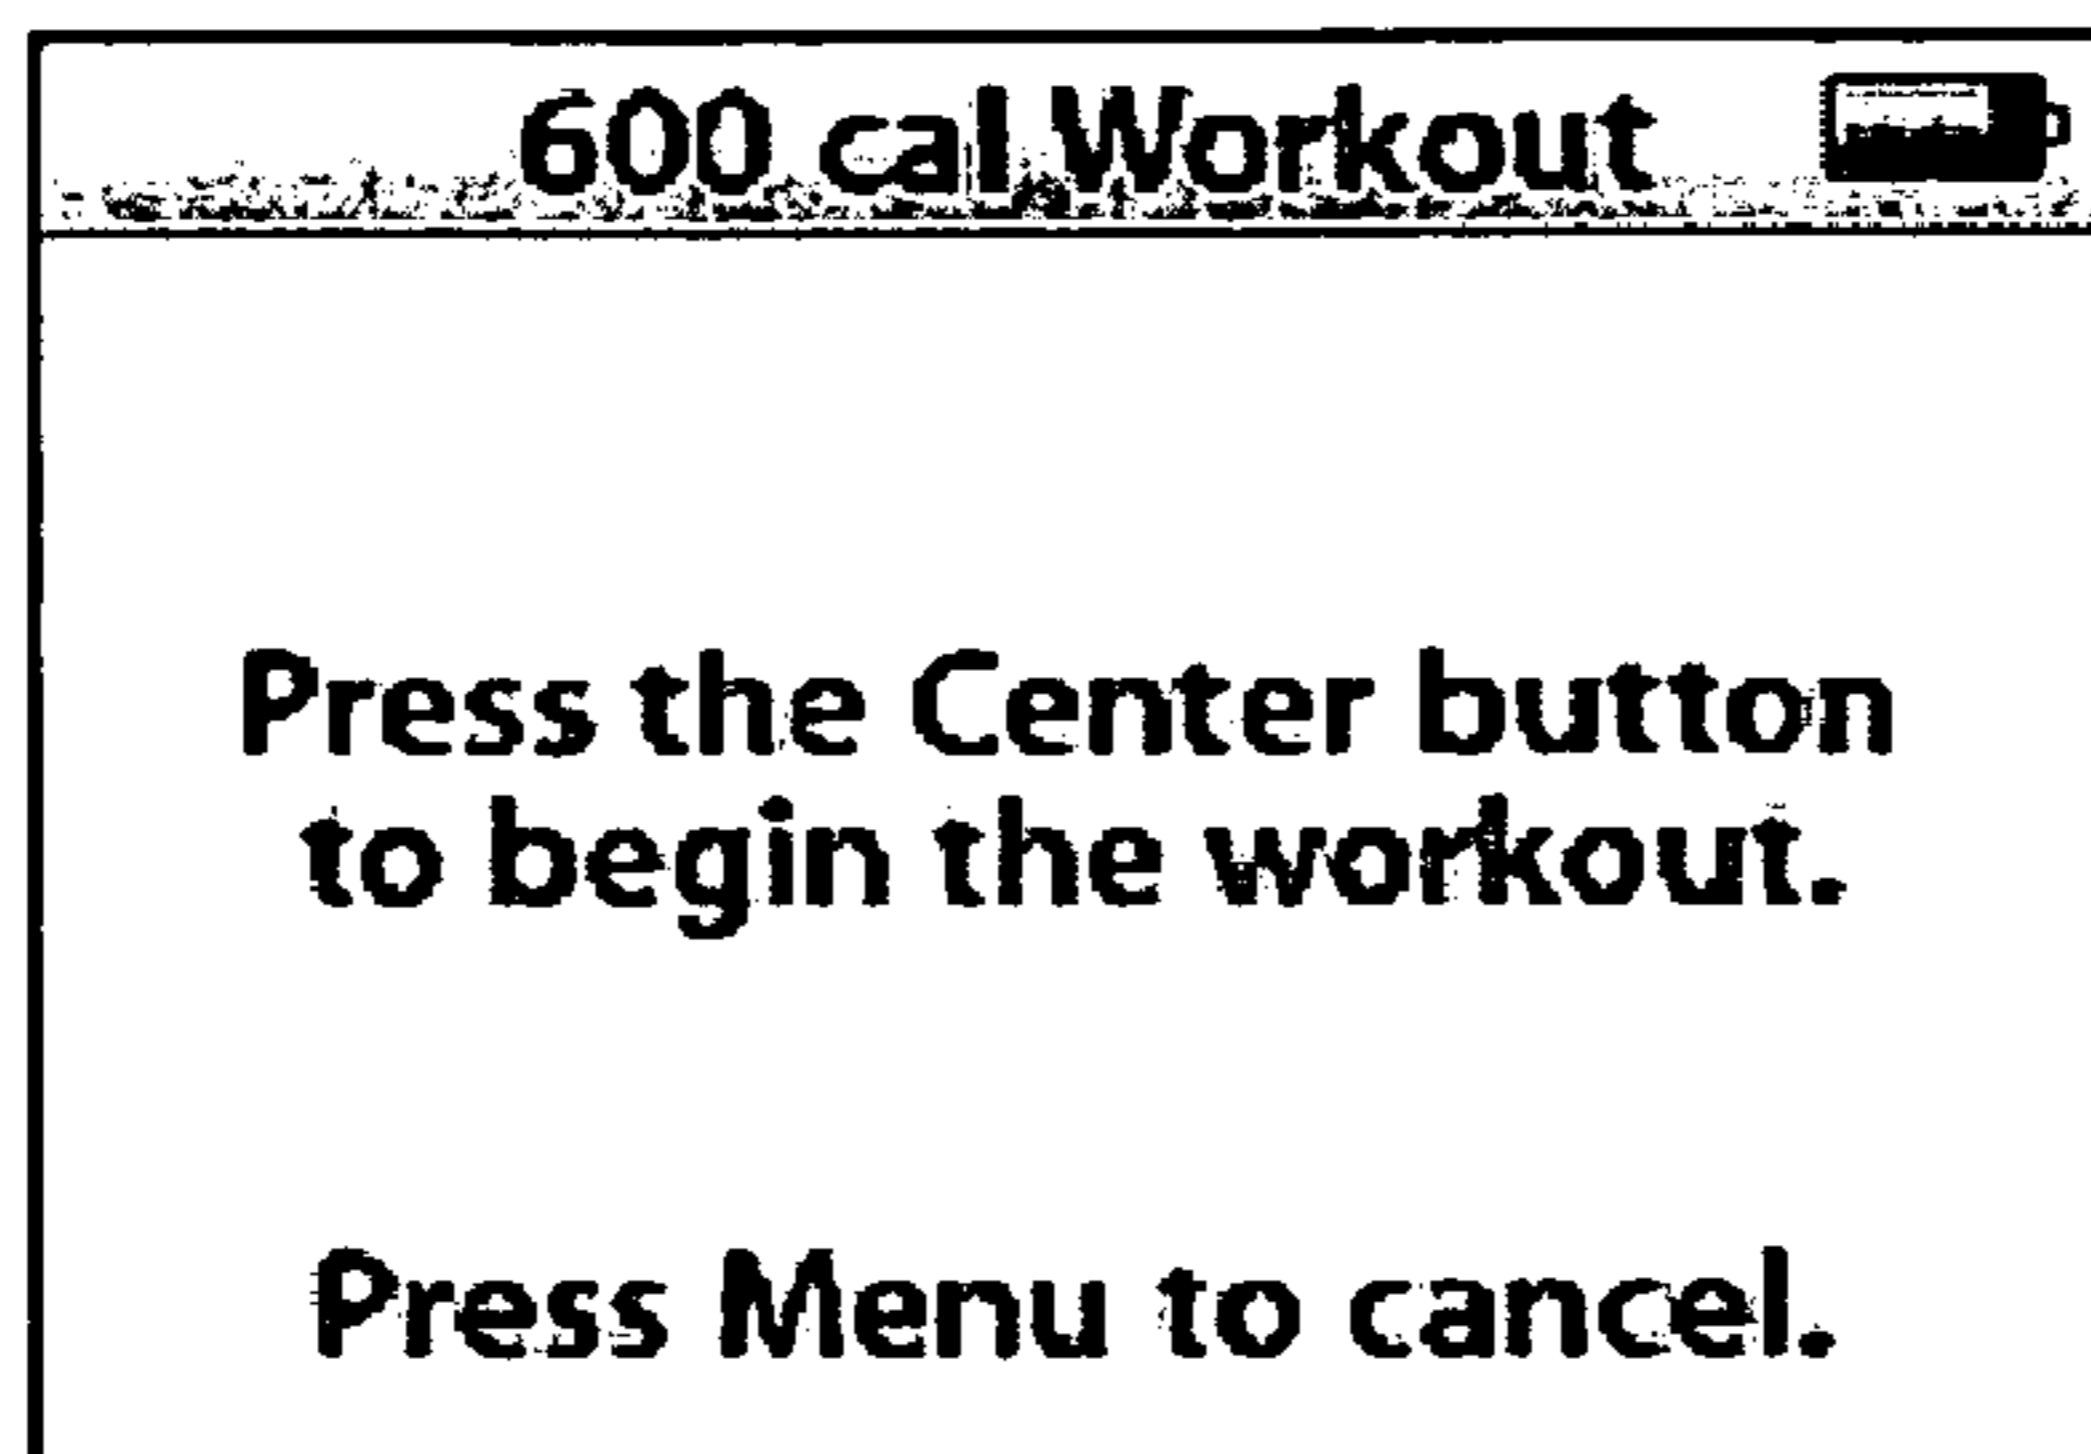 600 cal Workout
Press the Center button
to begin the workout.
Press Menu to cancel.